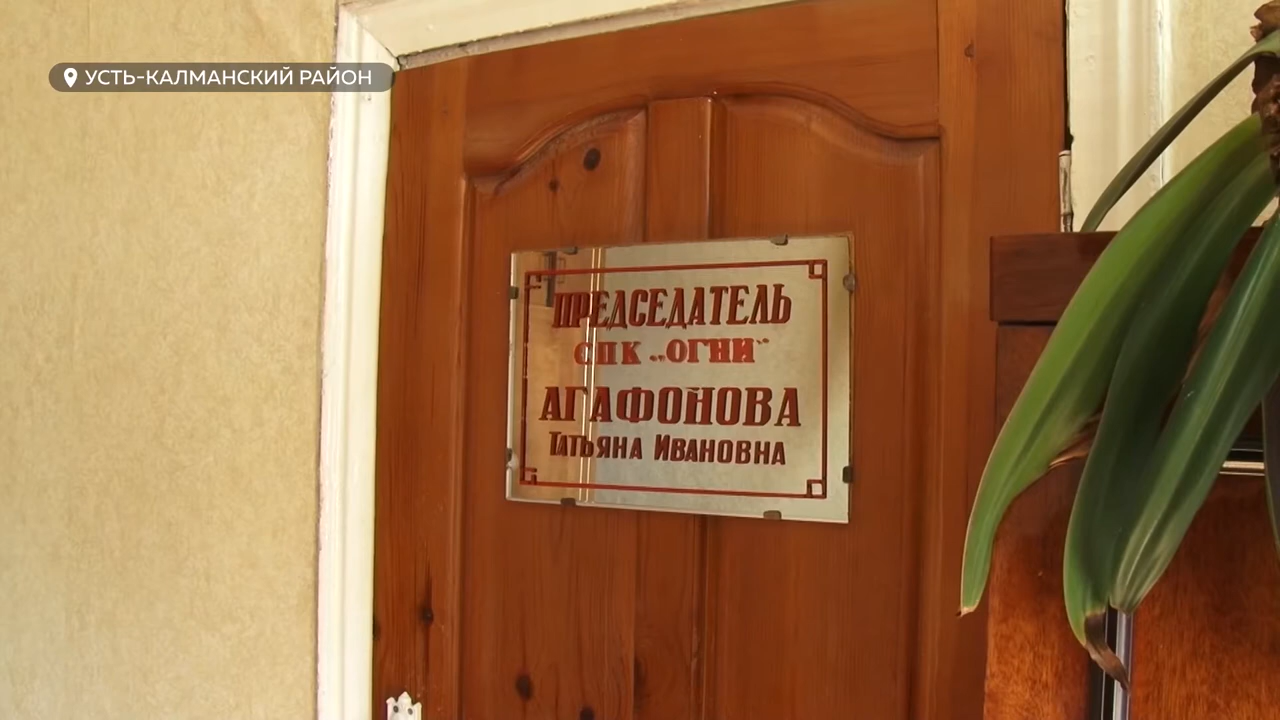 УСТЬ-КАЛМАНСКИЙ РАЙОН
ПРЕДСЕДАТЕЛЬ
СПК „ОГНИ“
АГАФОНОВА
ТАТЬЯНА ИВАНОВНА